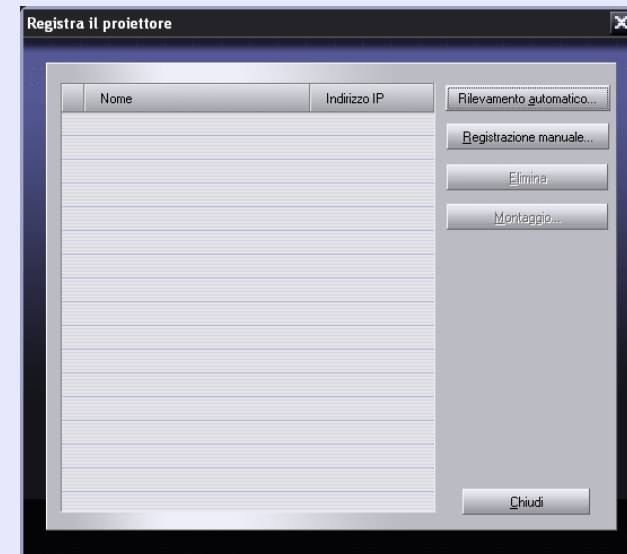 Registra il proiettore
Nome Indirizzo IP
Rilevamento automatico...
Registrazione manuale...
Elimina
Montaggio...
Chiudi